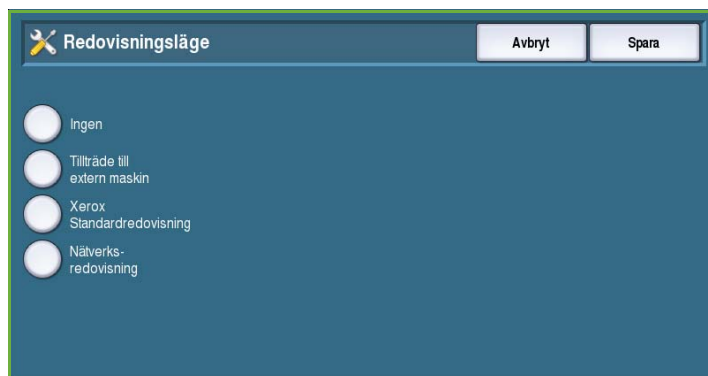 Redovisningsläge
Avbryt
Spara
Ingen
Tillträde till
extern maskin
Xerox
Standardredovisning
Nätverks-
redovisning